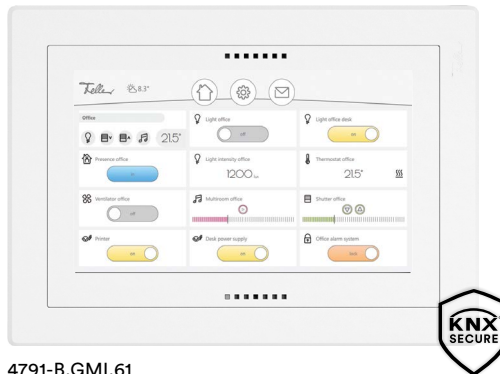 Feller 8.3°
Office
21.5°
Light office
off
Light office desk
on
Presence office
Light intensity office
1200
Thermostat office
21.5°
Ventilator office
off
Multiroom office
Shutter office
Printer
on
Desk power supply
on
Office alarm system
KNX
SECURE
4791-B.GMI.61